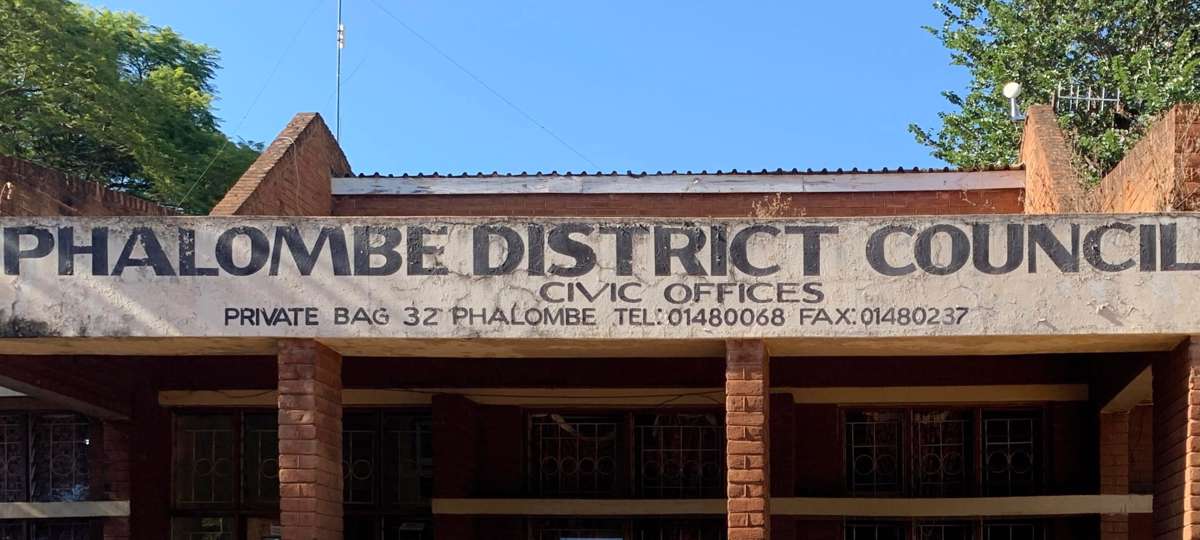 PHALOMBE DISTRICT COUNCIL
CIVIC OFFICES
PRIVATE BAG 32 PHALOMBE TEL: 01480068 FAX: 01480237